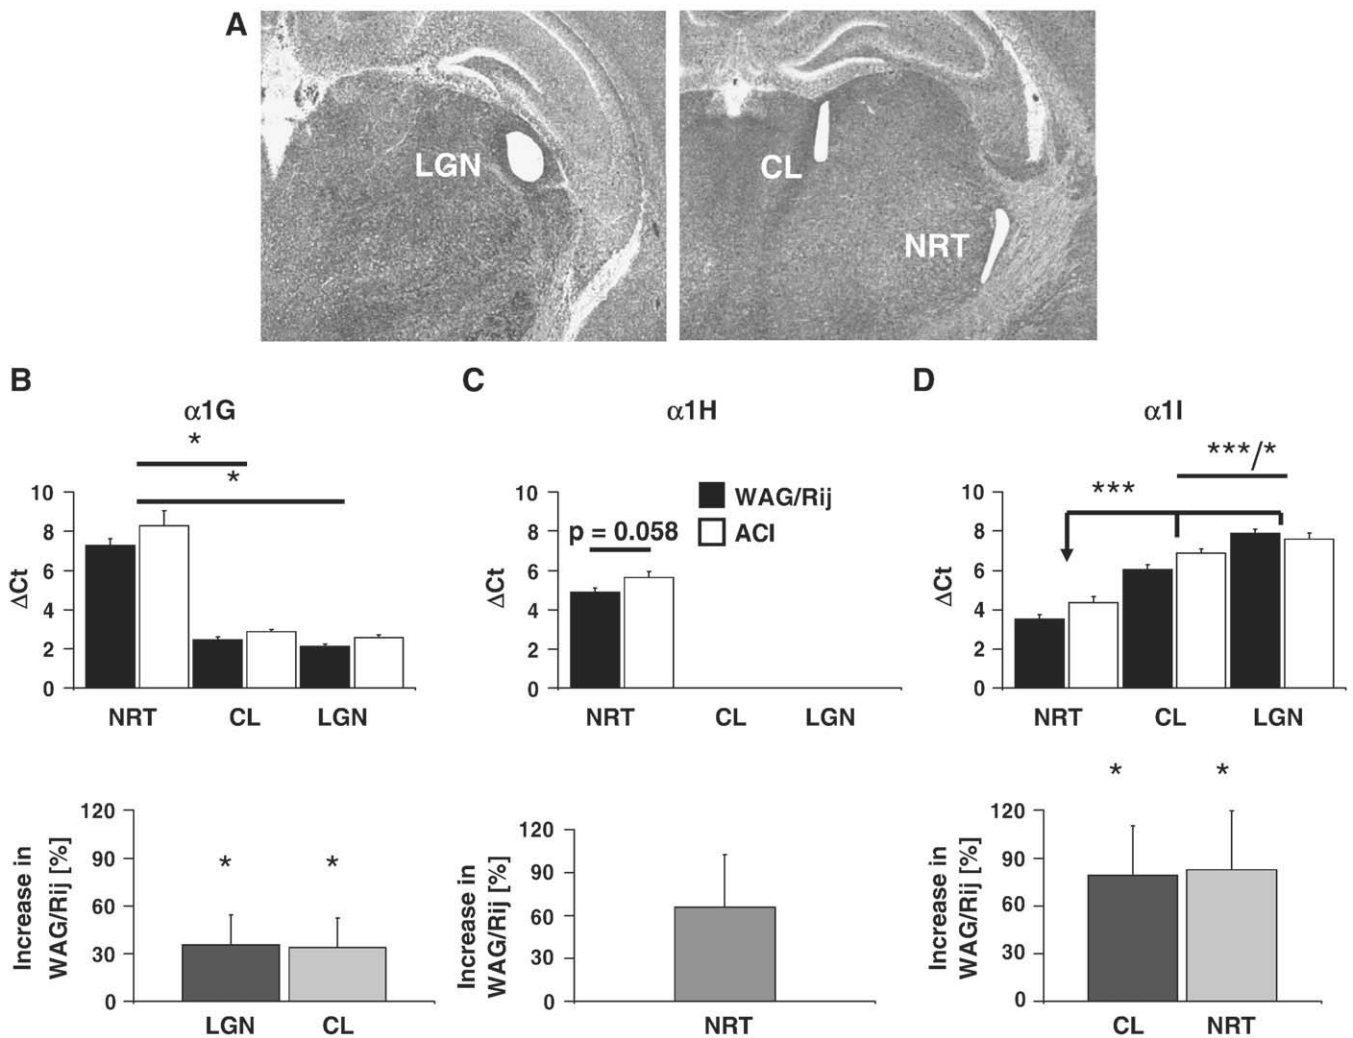 A
LGN
CL
NRT
B
α1G
*
*
10
8
6
4
2
0
ΔCt
NRT CL LGN
C
α1H
WAG/Rij
ACI
p = 0.058
10
8
6
4
2
0
ΔCt
NRT CL LGN
D
α1I
***/*
***
10
8
6
4
2
0
ΔCt
NRT CL LGN
120
90
60
30
0
Increase in
WAG/Rij [%]
* *
LGN CL
120
90
60
30
0
Increase in
WAG/Rij [%]
NRT
* *
120
90
60
30
0
Increase in
WAG/Rij [%]
CL NRT